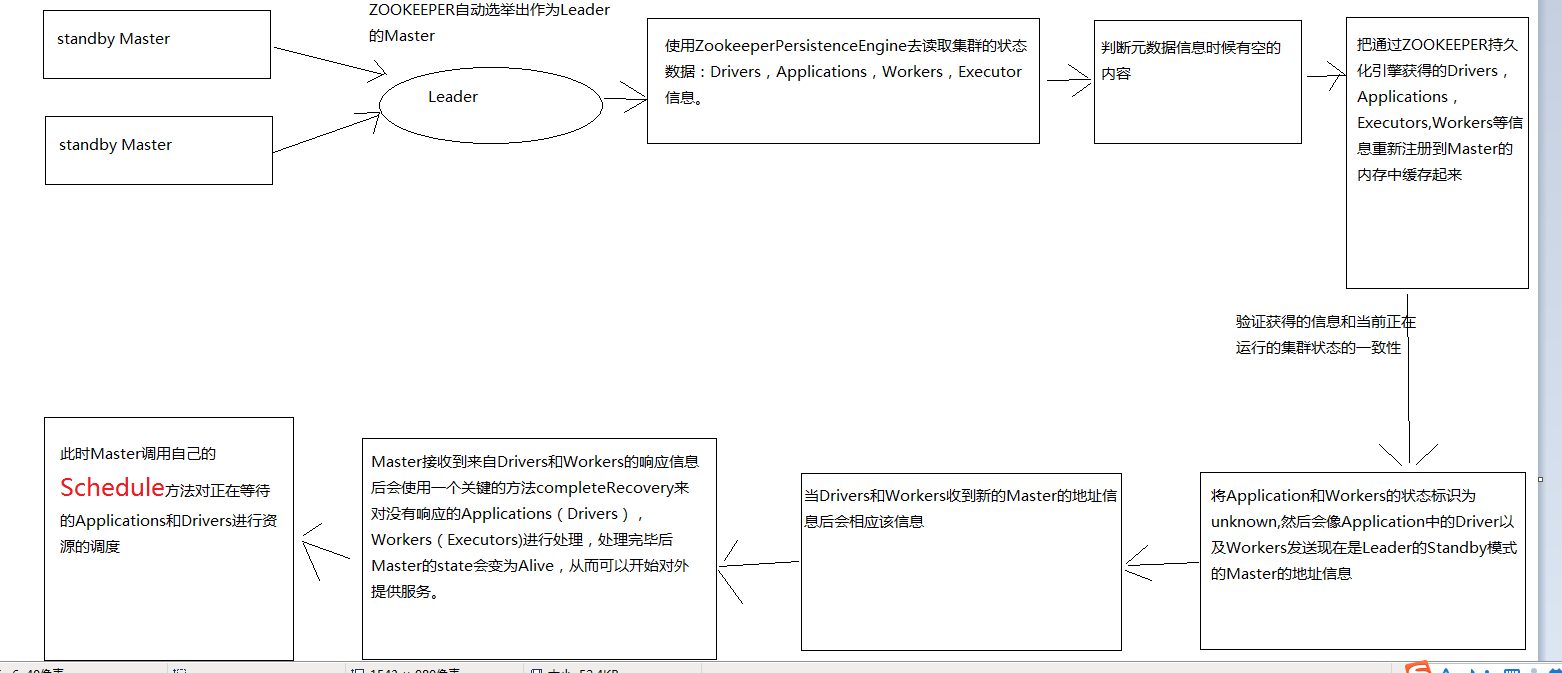 standby Master
ZOOKEEPER自动选举出作为Leader
的Master
standby Master
Leader
使用ZookeeperPersistenceEngine去读取集群的状态
数据：Drivers，Applications，Workers，Executor
信息。
判断元数据信息时候有空的
内容
把通过ZOOKEEPER持久
化引擎获得的Drivers，
Applications，
Executors,Workers等信
息重新注册到Master的
内存中缓存起来
验证获得的信息和当前正在
运行的集群状态的一致性
将Application和Workers的状态标识为
unknown,然后会像Application中的Driver以
及Workers发送现在是Leader的Standby模式
的Master的地址信息
当Drivers和Workers收到新的Master的地址信
息后会相应该信息
Master接收到来自Drivers和Workers的响应信息
后会使用一个关键的方法completeRecovery来
对没有响应的Applications（Drivers），
Workers（Executors)进行处理，处理完毕后
Master的state会变为Alive，从而可以开始对外
提供服务。
此时Master调用自己的
Schedule方法对正在等待
的Applications和Drivers进行资
源的调度